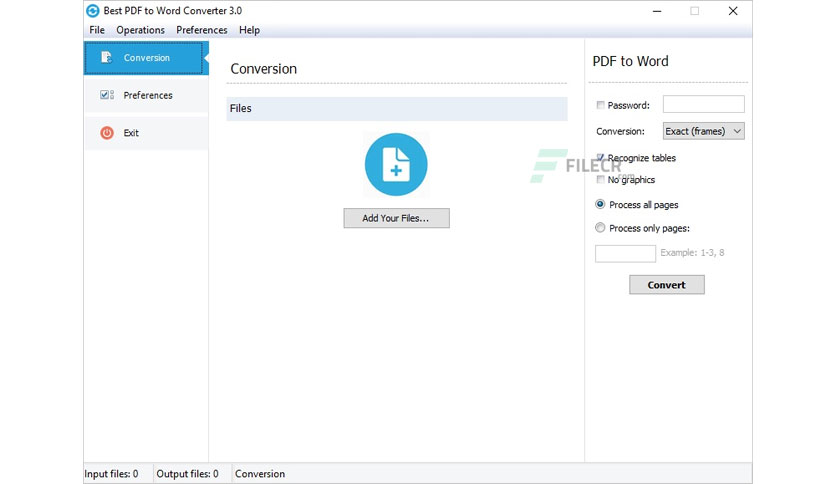 Best PDF to Word Converter 3.0
File Operations Preferences Help
Conversion
Preferences
Exit
Conversion
Files
Add Your Files...
PDF to Word
Password:
Conversion: Exact (frames)
Recognize tables
FILECR
.com
No graphics
Process all pages
Process only pages:
Example: 1-3, 8
Convert
Input files: 0 Output files: 0 Conversion